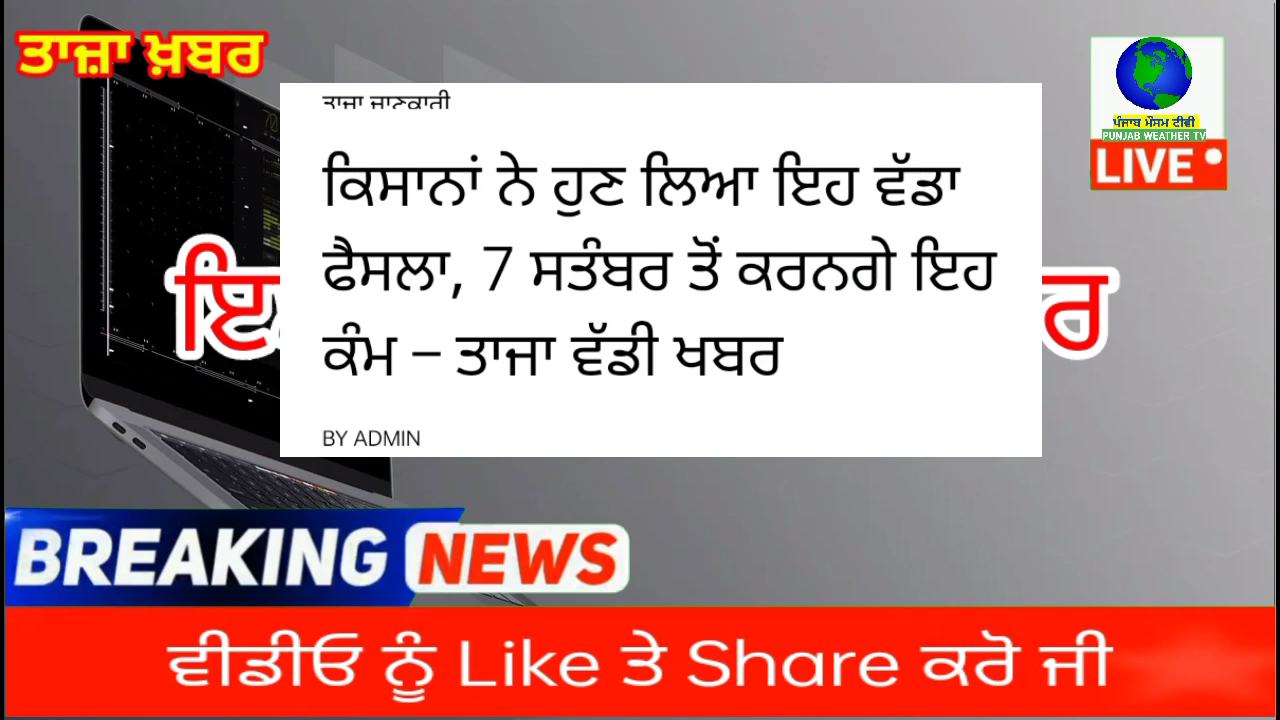 ਤਾਜ਼ਾ ਖ਼ਬਰ
ਤਾਜਾ ਜਾਣਕਾਰੀ
ਕਿਸਾਨਾਂ ਨੇ ਹੁਣ ਲਿਆ ਇਹ ਵੱਡਾ
ਫੈਸਲਾ, 7 ਸਤੰਬਰ ਤੋਂ ਕਰਨਗੇ ਇਹ
ਕੰਮ – ਤਾਜਾ ਵੱਡੀ ਖਬਰ
BY ADMIN
ਪੰਜਾਬ ਮੌਸਮ ਟੀਵੀ
PUNJAB WEATHER TV
LIVE
BREAKING NEWS
ਵੀਡੀਓ ਨੂੰ Like ਤੇ Share ਕਰੋ ਜੀ